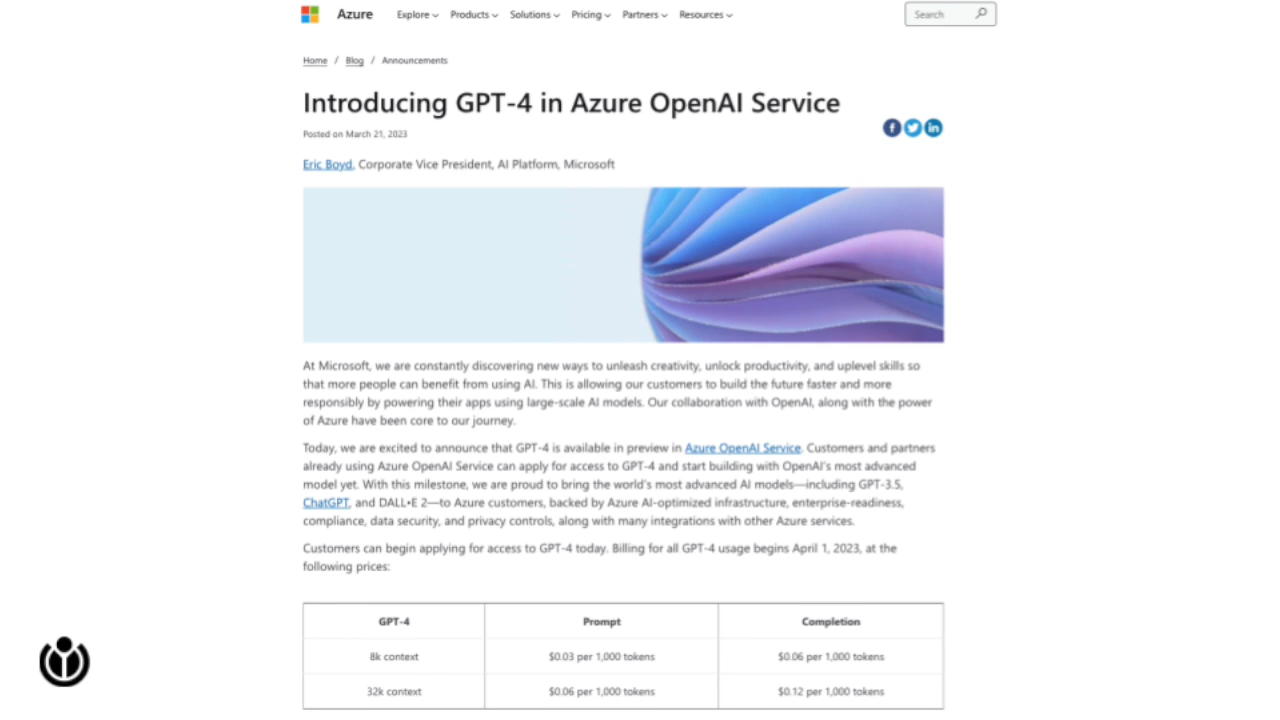 Azure Explore Products Solutions Pricing Partners Resources Search
Home / Blog / Announcements
Introducing GPT-4 in Azure OpenAI Service
Posted on March 21, 2023
Eric Boyd, Corporate Vice President, AI Platform, Microsoft
At Microsoft, we are constantly discovering new ways to unleash creativity, unlock productivity, and uplevel skills so
that more people can benefit from using AI. This is allowing our customers to build the future faster and more
responsibly by powering their apps using large-scale AI models. Our collaboration with OpenAI, along with the power
of Azure have been core to our journey.
Today, we are excited to announce that GPT-4 is available in preview in Azure OpenAI Service. Customers and partners
already using Azure OpenAI Service can apply for access to GPT-4 and start building with OpenAI's most advanced
model yet. With this milestone, we are proud to bring the world's most advanced AI models—including GPT-3.5,
ChatGPT, and DALL•E 2—to Azure customers, backed by Azure AI-optimized infrastructure, enterprise-readiness,
compliance, data security, and privacy controls, along with many integrations with other Azure services.
Customers can begin applying for access to GPT-4 today. Billing for all GPT-4 usage begins April 1, 2023, at the
following prices:
GPT-4 Prompt Completion
8k context $0.03 per 1,000 tokens $0.06 per 1,000 tokens
32k context $0.06 per 1,000 tokens $0.12 per 1,000 tokens